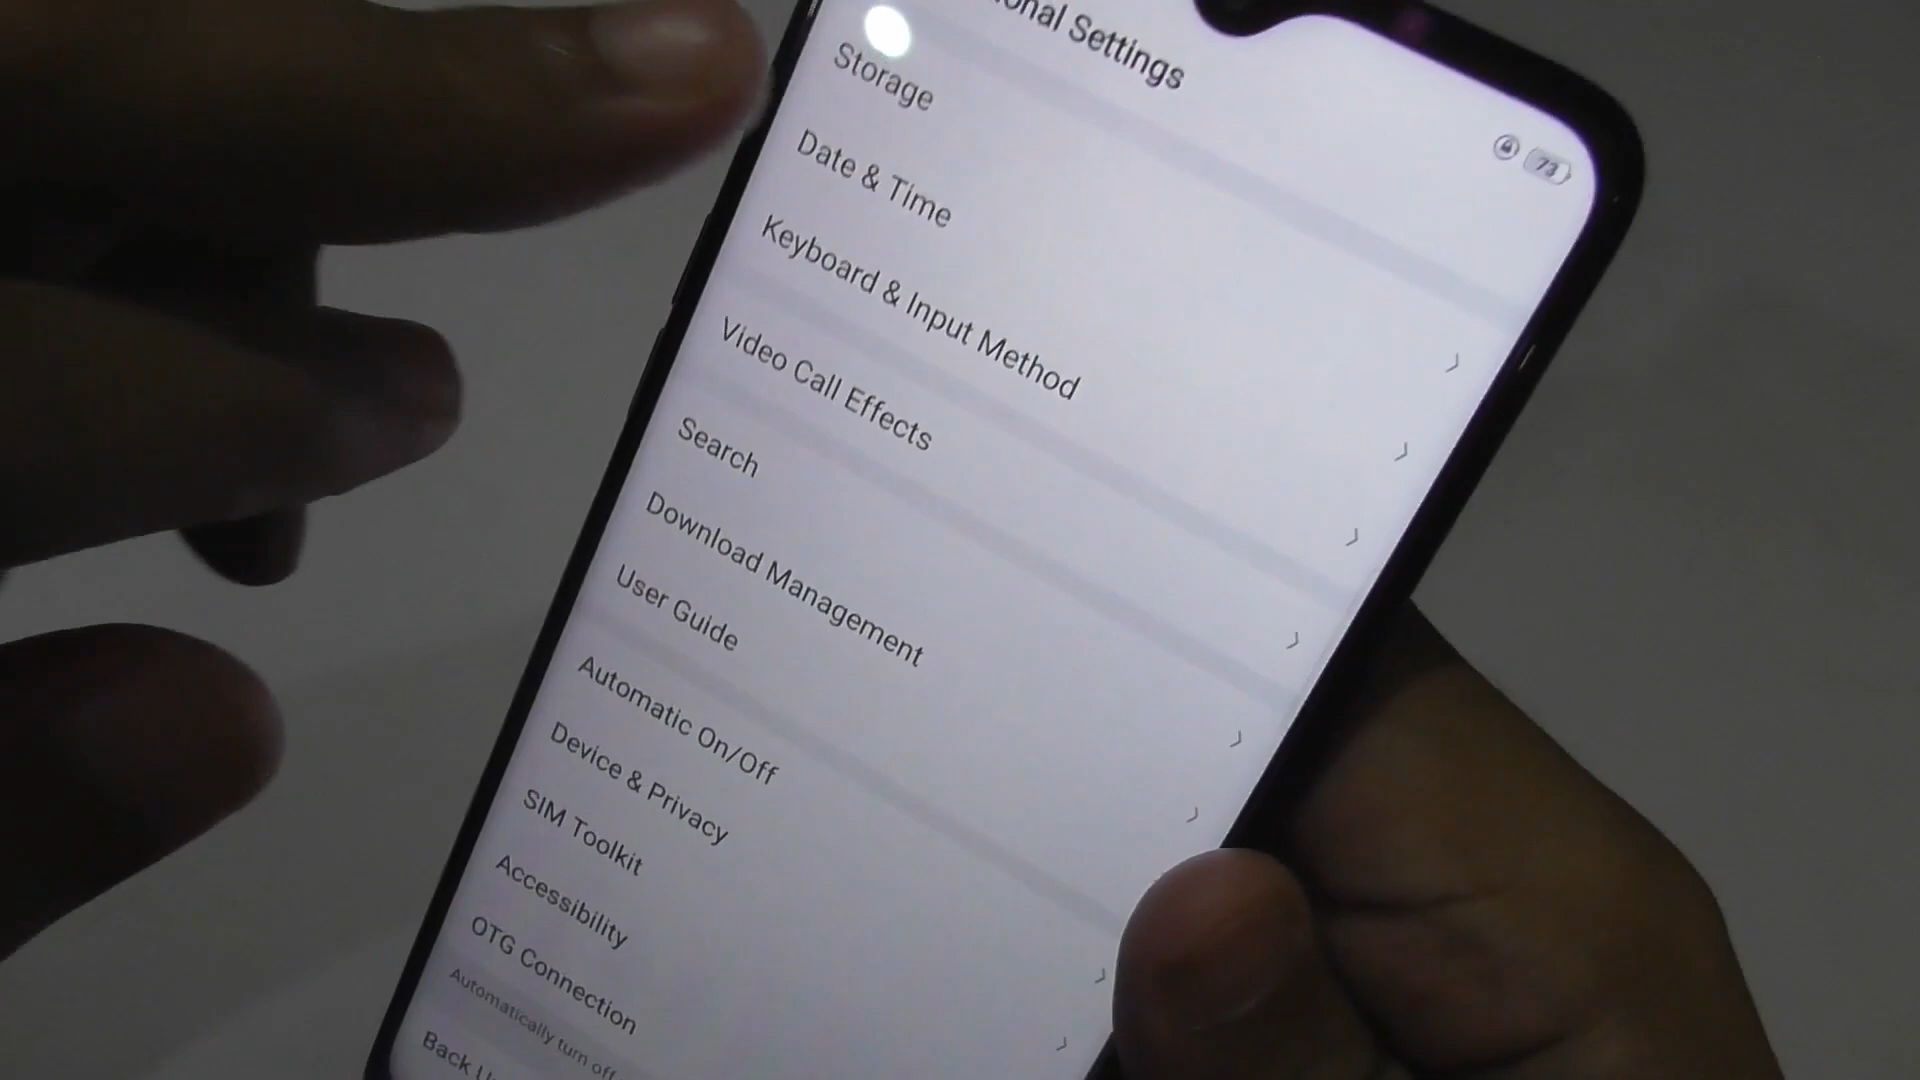 Settings
73
Storage
Date & Time
Keyboard & Input Method
Video Call Effects
Search
Download Management
User Guide
Automatic On/Off
Device & Privacy
SIM Toolkit
Accessibility
OTG Connection
Automatically turn off
Back